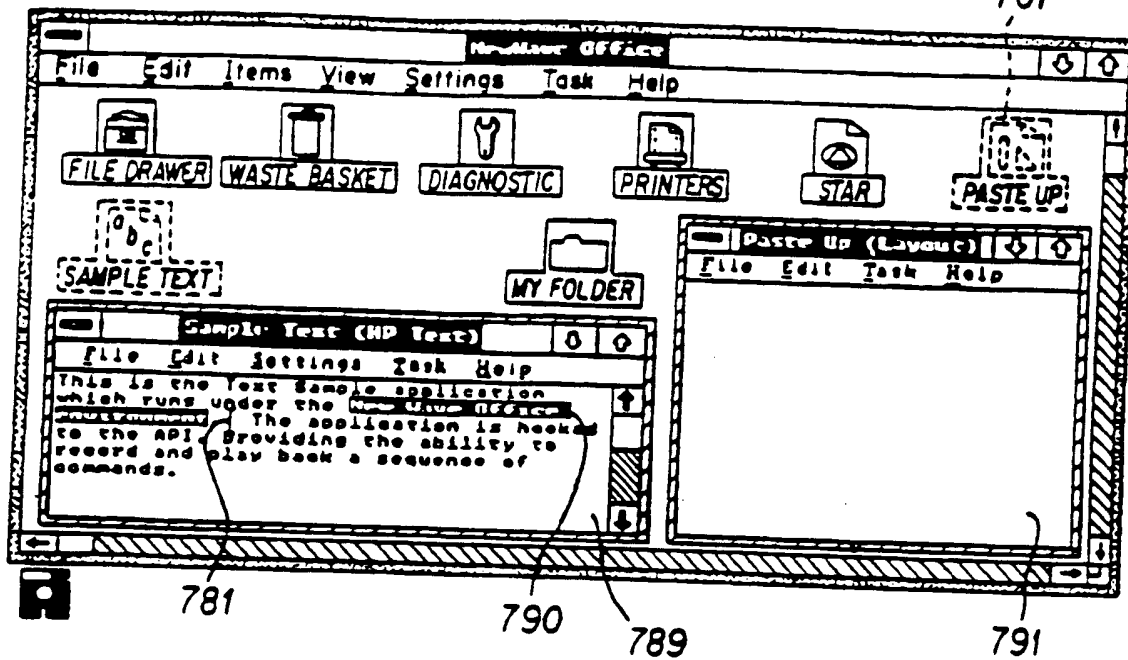 NewWave Office
File Edit Items View Settings Task Help
FILE DRAWER WASTE BASKET DIAGNOSTIC PRINTERS STAR PASTE UP
abc
SAMPLE TEXT MY FOLDER
Paste Up (Layout)
File Edit Task Help
Sample Text (HP Text)
File Edit Settings Task Help
This is the Text Sample application
which runs under the New Wave Office
environment. The application is hooked
to the API. Providing the ability to
record and play back a sequence of
commands.
781 790 789 791